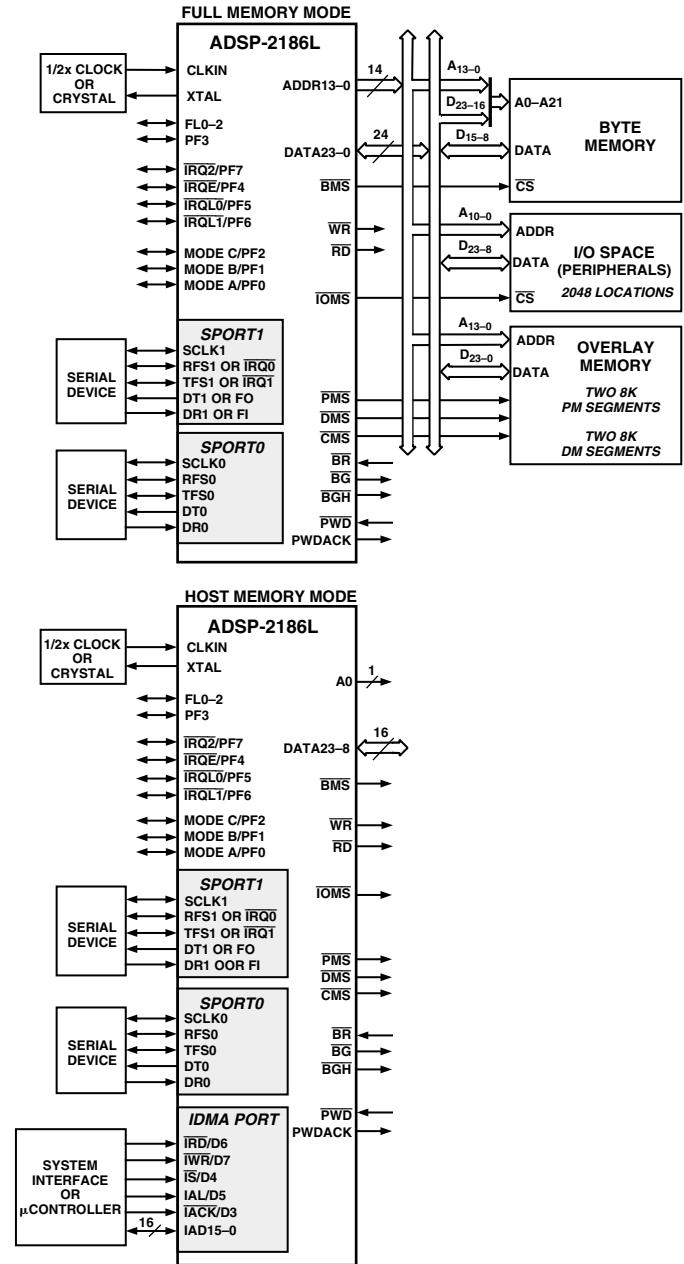 FULL MEMORY MODE
ADSP-2186L
1/2x CLOCK
OR
CRYSTAL
CLKIN
XTAL
FL0–2
PF3
IRQ2/PF7
IRQE/PF4
IRQL0/PF5
IRQL1/PF6
MODE C/PF2
MODE B/PF1
MODE A/PF0
SERIAL
DEVICE
SPORT1
SCLK1
RFS1 OR IRQ0
TFS1 OR IRQ1
DT1 OR FO
DR1 OR FI
SERIAL
DEVICE
SPORT0
SCLK0
RFS0
TFS0
DT0
DR0
14
ADDR13–0
24
DATA23–0
BMS
WR
RD
IOMS
PMS
DMS
CMS
BR
BG
BGH
PWD
PWDACK
A13–0
D23–16
A0–A21
D15–8
DATA
CS
BYTE
MEMORY
A10–0
ADDR
D23–8
DATA
CS
I/O SPACE
(PERIPHERALS)
2048 LOCATIONS
A13–0
ADDR
D23–0
DATA
OVERLAY
MEMORY
TWO 8K
PM SEGMENTS
TWO 8K
DM SEGMENTS
HOST MEMORY MODE
ADSP-2186L
1/2x CLOCK
OR
CRYSTAL
CLKIN
XTAL
FL0–2
PF3
IRQ2/PF7
IRQE/PF4
IRQL0/PF5
IRQL1/PF6
MODE C/PF2
MODE B/PF1
MODE A/PF0
SERIAL
DEVICE
SPORT1
SCLK1
RFS1 OR IRQ0
TFS1 OR IRQ1
DT1 OR FO
DR1 OOR FI
SERIAL
DEVICE
SPORT0
SCLK0
RFS0
TFS0
DT0
DR0
SYSTEM
INTERFACE
OR
µCONTROLLER
16
IDMA PORT
IRD/D6
IWR/D7
IS/D4
IAL/D5
IACK/D3
IAD15–0
1
A0
16
DATA23–8
BMS
WR
RD
IOMS
PMS
DMS
CMS
BR
BG
BGH
PWD
PWDACK